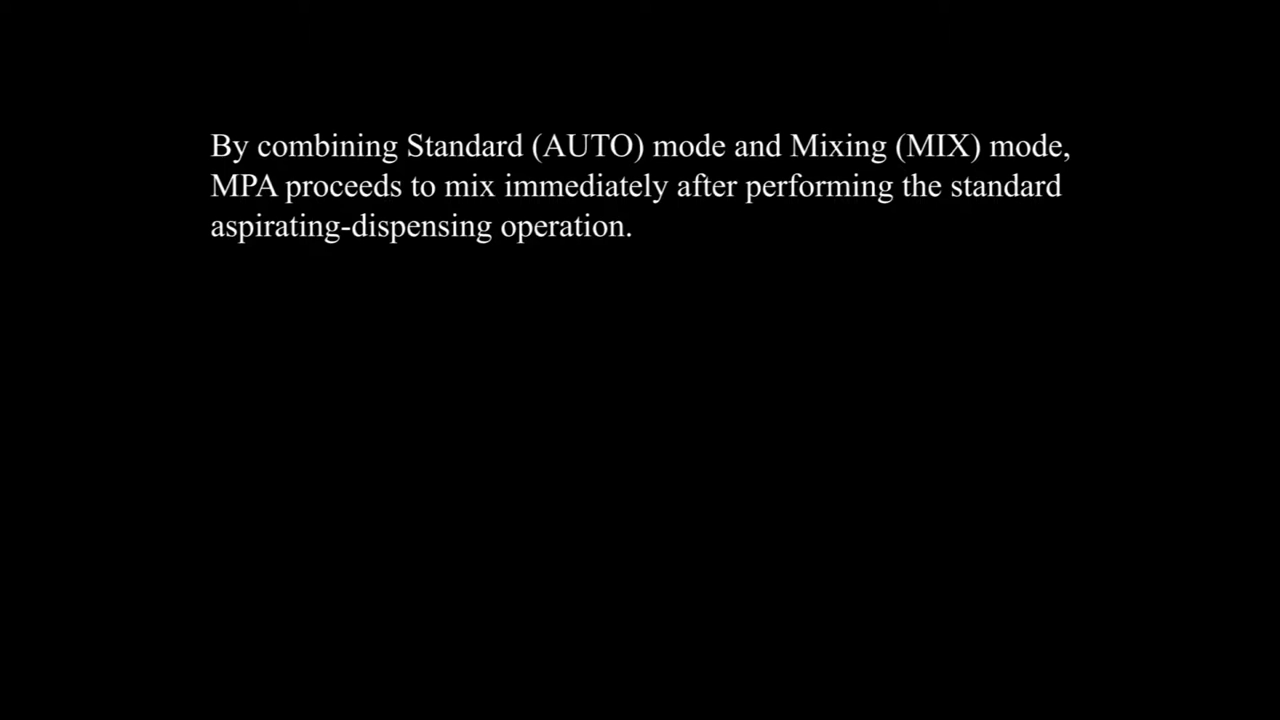 By combining Standard (AUTO) mode and Mixing (MIX) mode,
MPA proceeds to mix immediately after performing the standard
aspirating-dispensing operation.